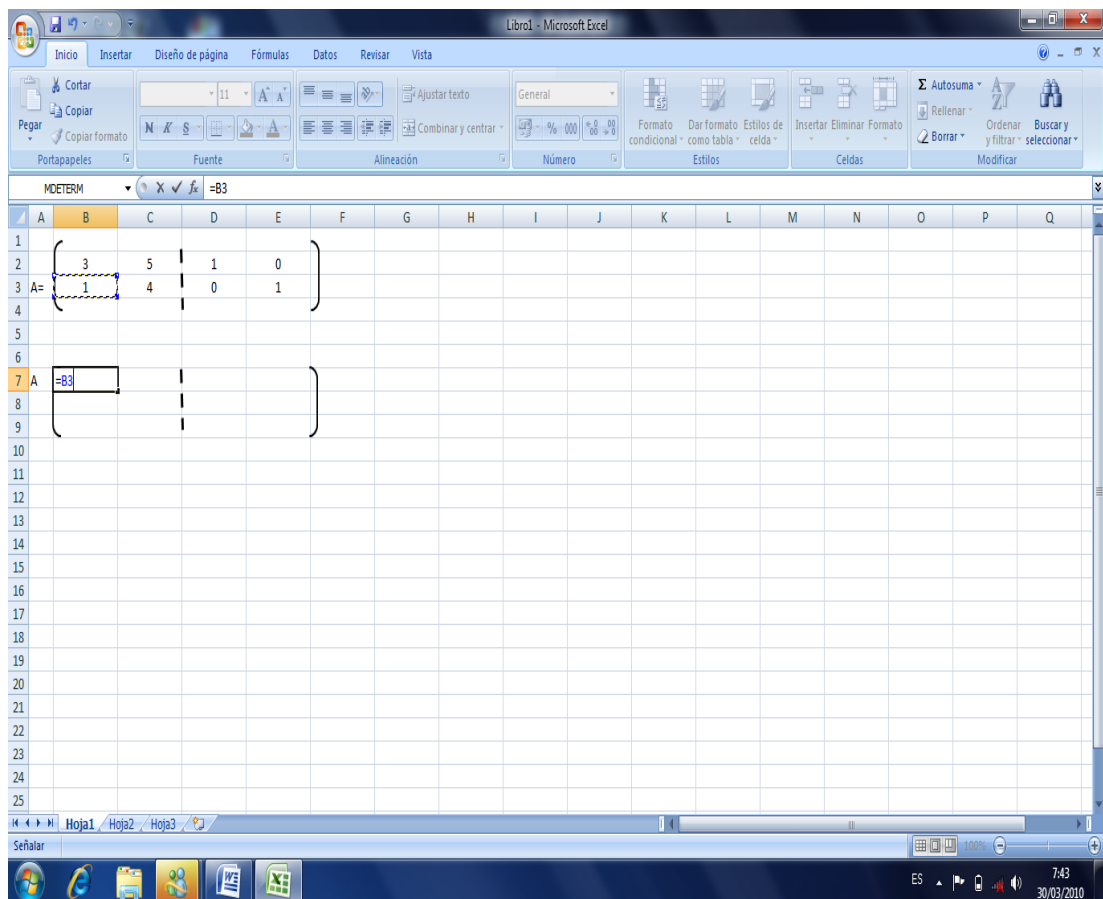 Libro1 - Microsoft Excel
Inicio Insertar Diseño de página Fórmulas Datos Revisar Vista
Pegar
Cortar
Copiar
Copiar formato
Portapapeles
11
A A
N K S
Fuente
Ajustar texto
Combinar y centrar
Alineación
General
% 000
Número
Formato condicional
Dar formato como tabla
Estilos de celda
Estilos
Insertar Eliminar Formato
Celdas
Σ Autosuma
Rellenar
Borrar
Ordenar y filtrar
Buscar y seleccionar
Modificar
MDETERM fx =B3
A B C D E F G H I J K L M N O P Q
1
2 3 5 1 0
3 A= 1 4 0 1
4
5
6
7 A =B3
8
9
10
11
12
13
14
15
16
17
18
19
20
21
22
23
24
25
Hoja1 Hoja2 Hoja3
Señalar 100%
ES 7:43
30/03/2010